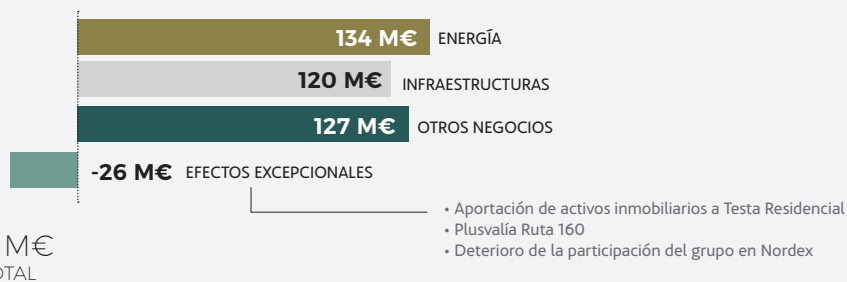 134 M€ ENERGÍA
120 M€ INFRAESTRUCTURAS
127 M€ OTROS NEGOCIOS
-26 M€ EFECTOS EXCEPCIONALES
• Aportación de activos inmobiliarios a Testa Residencial
• Plusvalía Ruta 160
• Deterioro de la participación del grupo en Nordex
M€
OTAL